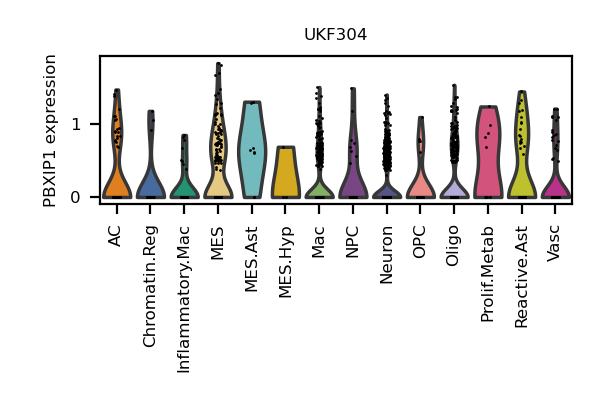 UKF304
PBXIP1 expression
1
0
AC
Chromatin.Reg
Inflammatory.Mac
MES
MES.Ast
MES.Hyp
Mac
NPC
Neuron
OPC
Oligo
Prolif.Metab
Reactive.Ast
Vasc